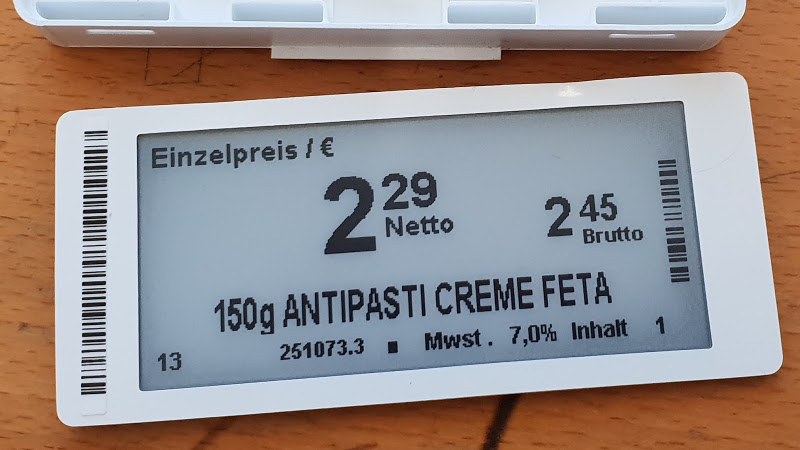 Einzelpreis / €
2 29 Netto
2 45 Brutto
150g ANTIPASTI CREME FETA
13 251073.3 ■ Mwst. 7,0% Inhalt 1